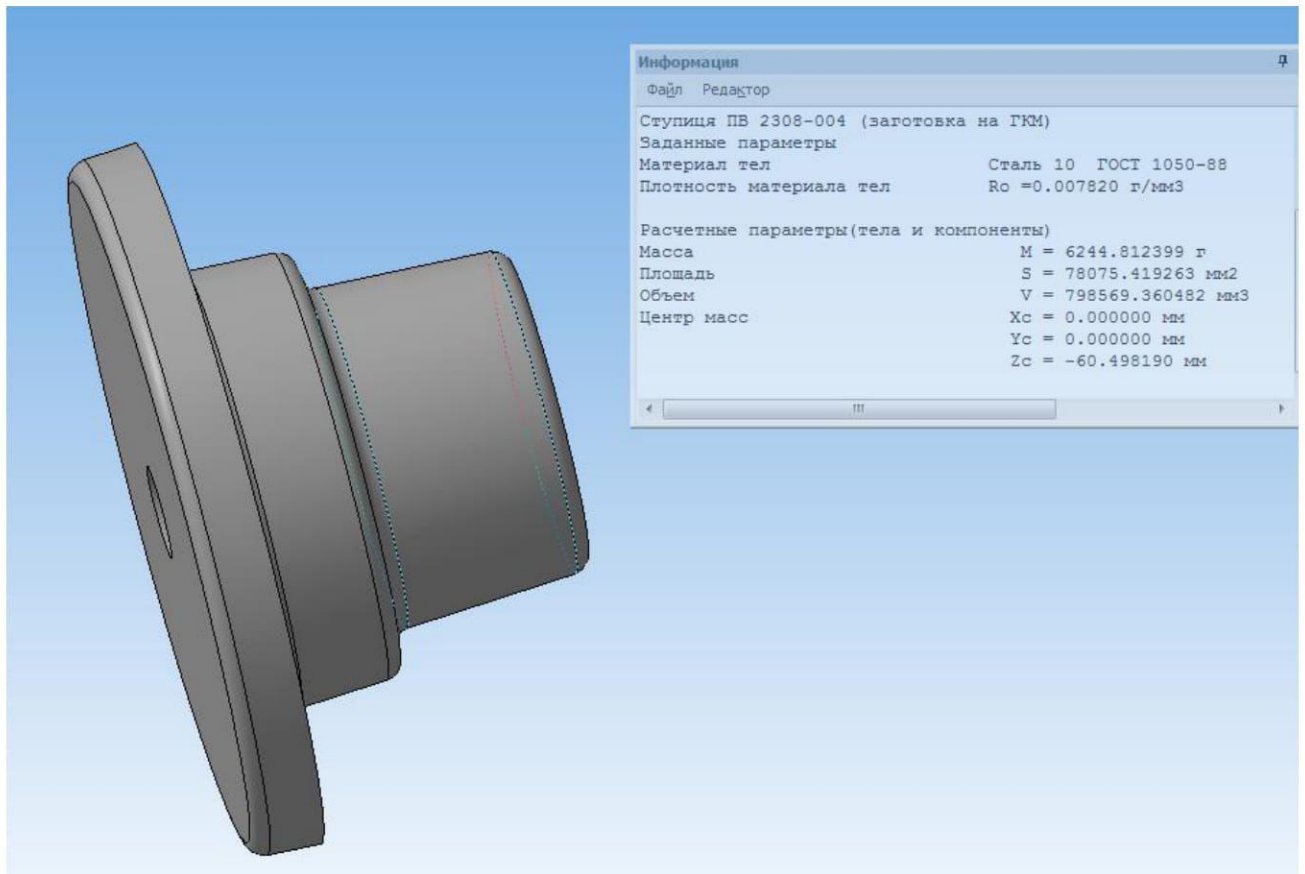 Информация
Файл Редактор
Ступиця ПВ 2308-004 (заготовка на ГКМ)
Заданные параметры
Материал тел Сталь 10 ГОСТ 1050-88
Плотность материала тел Ro =0.007820 г/мм3
Расчетные параметры(тела и компоненты)
Масса M = 6244.812399 г
Площадь S = 78075.419263 мм2
Объем V = 798569.360482 мм3
Центр масс Xc = 0.000000 мм
Yc = 0.000000 мм
Zc = -60.498190 мм